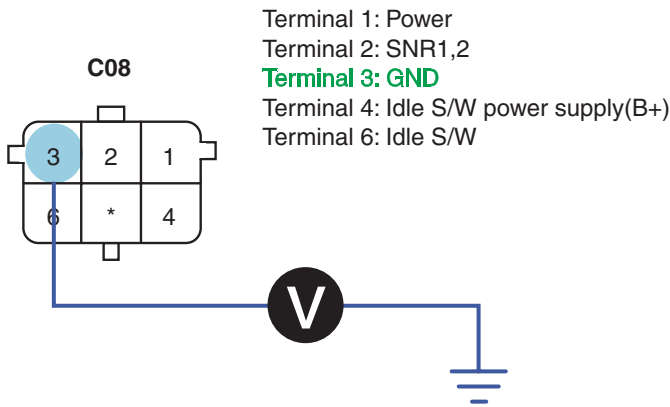 Terminal 1: Power
Terminal 2: SNR1,2
Terminal 3: GND
Terminal 4: Idle S/W power supply(B+)
Terminal 6: Idle S/W
C08
3 2 1
6 * 4
V